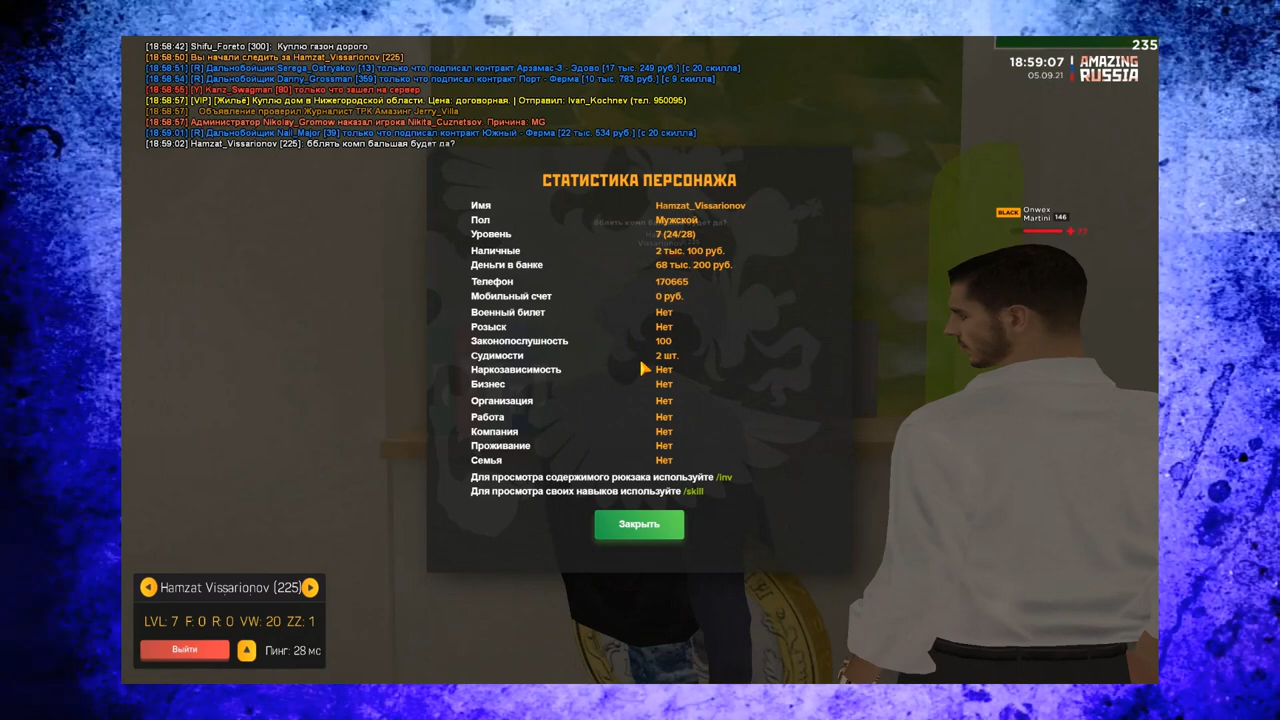 [18:58:42] Shifu_Foreto [300]: Куплю газон дорого
[18:58:50] Вы начали следить за Hamzat_Vissarionov [225]
[18:58:51] [R] Дальнобойщик Serega_Ostryakov [13] только что подписал контракт Арзамас-3 - Эдово [17 тыс. 249 руб.] [с 20 скилла]
[18:58:54] [R] Дальнобойщик Danny_Grossman [359] только что подписал контракт Порт - Ферма [10 тыс. 783 руб.] [с 9 скилла]
[18:58:55] [Y] Kanz_Swagman [80] только что зашел на сервер
[18:58:57] [VIP] [Жильё] Куплю дом в Нижегородской области. Цена: договорная. | Отправил: Ivan_Kochnev (тел. 950095)
[18:58:57] Объявление проверил Журналист ТРК Амазинг Jerry_Villa
[18:58:57] Администратор Nikolay_Gromow наказал игрока Nikita_Cuznetsov. Причина: MG
[18:59:01] [R] Дальнобойщик Nail_Major [39] только что подписал контракт Южный - Ферма [22 тыс. 534 руб.] [с 20 скилла]
[18:59:02] Hamzat_Vissarionov [225]: бблять комп бальшая будет да?
235
18:59:07
05.09.21
AMAZING
RUSSIA
BLACK Onwex
Martini 146
77
СТАТИСТИКА ПЕРСОНАЖА
Имя Hamzat_Vissarionov
Пол Мужской
Уровень 7 (24/28)
Наличные 2 тыс. 100 руб.
Деньги в банке 68 тыс. 200 руб.
Телефон 170665
Мобильный счет 0 руб.
Военный билет Нет
Розыск Нет
Законопослушность 100
Судимости 2 шт.
Наркозависимость Нет
Бизнес Нет
Организация Нет
Работа Нет
Компания Нет
Проживание Нет
Семья Нет
Для просмотра содержимого рюкзака используйте /inv
Для просмотра своих навыков используйте /skill
Закрыть
Hamzat Vissarionov (225)
LVL: 7 F: 0 R: 0 VW: 20 ZZ: 1
Выйти
Пинг: 28 мс